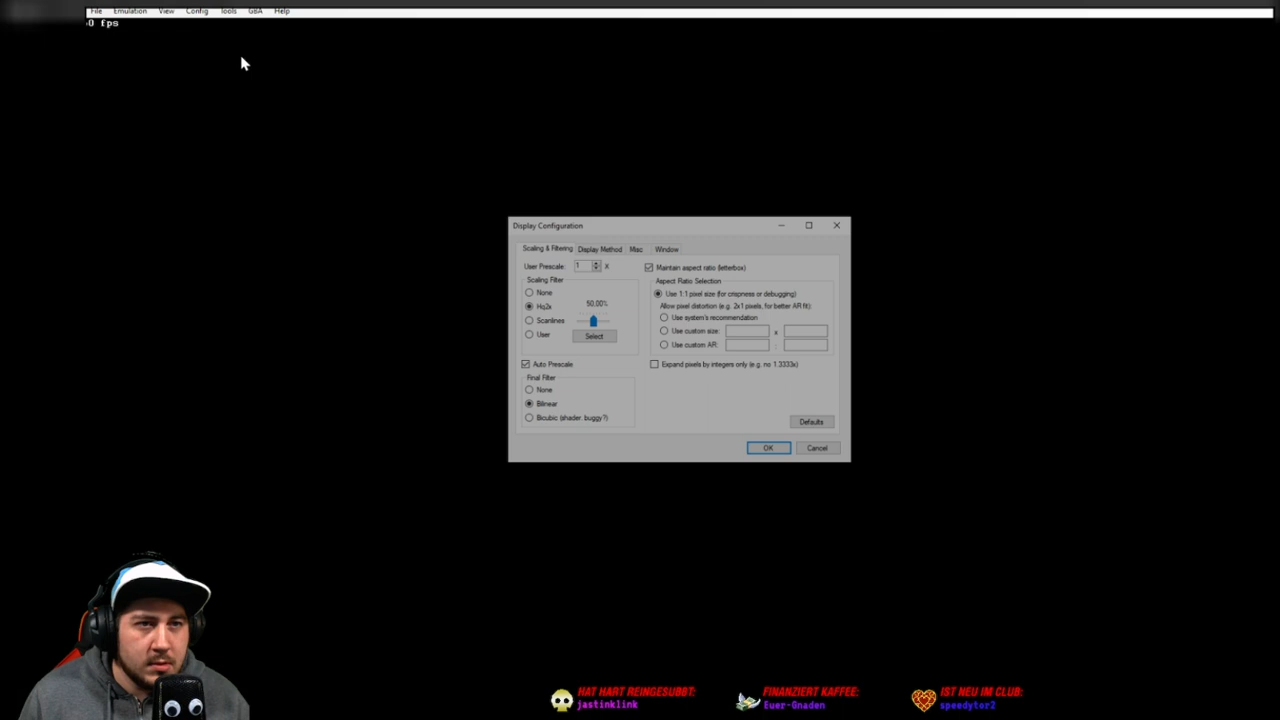 File Emulation View Config Tools GBA Help
0 fps
Display Configuration
Scaling & Filtering Display Method Misc Window
User Prescale: 1 X
Maintain aspect ratio (letterbox)
Scaling Filter
None
Hq2x
Scanlines
User
50,00%
Select
Aspect Ratio Selection
Use 1:1 pixel size (for crispness or debugging)
Allow pixel distortion (e.g. 2x1 pixels, for better AR fit):
Use system's recommendation
Use custom size: x
Use custom AR: :
Auto Prescale
Expand pixels by integers only (e.g. no 1.3333x)
Final Filter
None
Bilinear
Bicubic (shader. buggy?)
Defaults
OK Cancel
HAT HART REINGESUBBT:
jastinklink
FINANZIERT KAFFEE:
Euer-Gnaden
IST NEU IM CLUB:
speedytor2